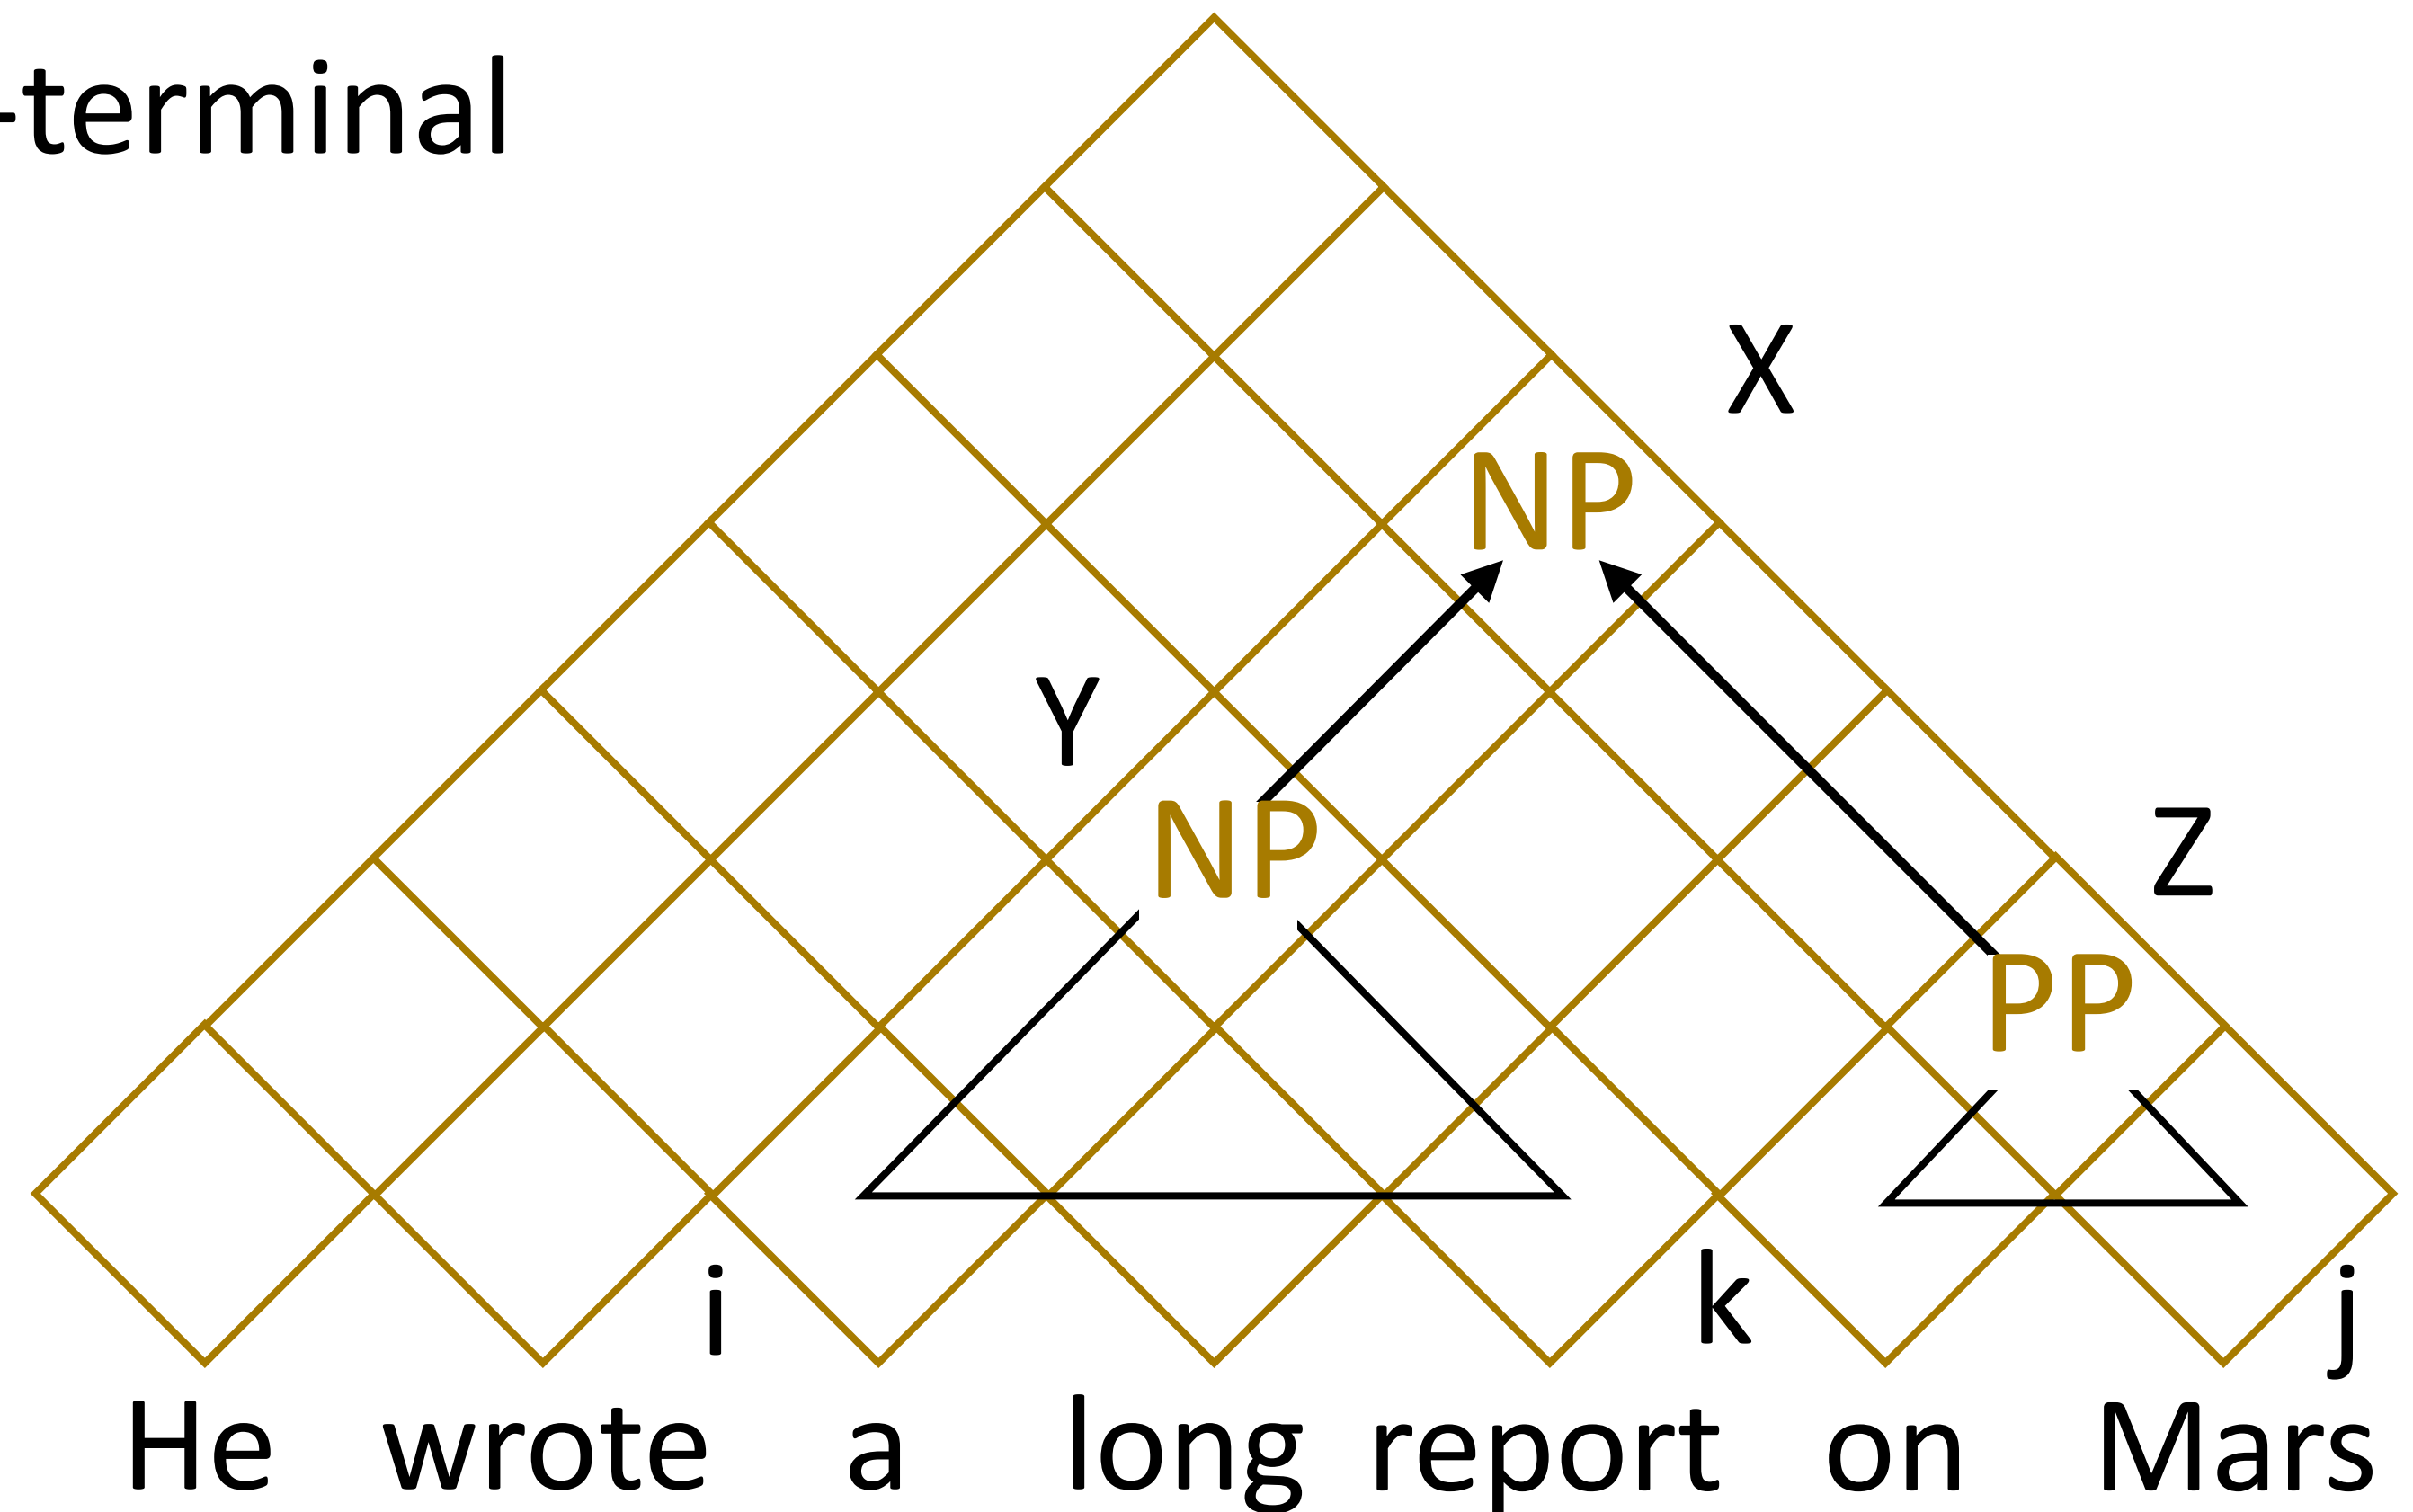 -terminal
X
NP
Y
NP
Z
PP
i k j
He wrote a long report on Mars